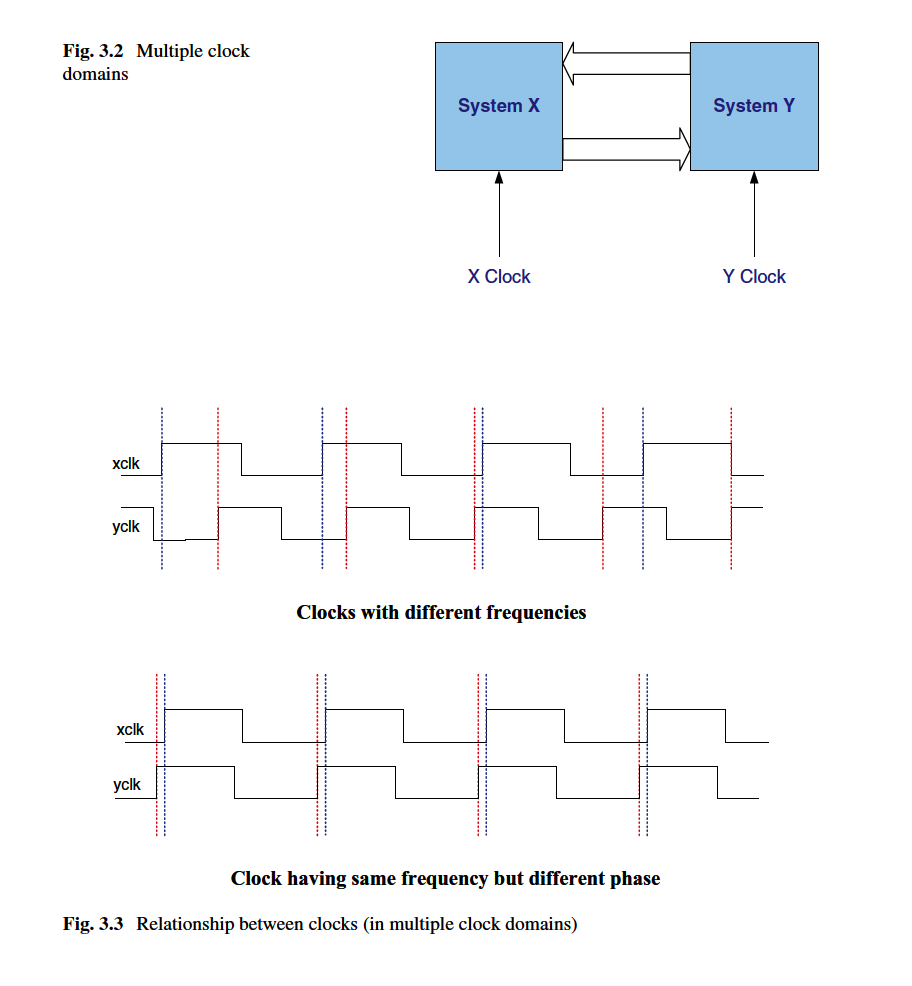 Fig. 3.2 Multiple clock
domains
System X
System Y
X Clock
Y Clock
xclk
yclk
Clocks with different frequencies
xclk
yclk
Clock having same frequency but different phase
Fig. 3.3 Relationship between clocks (in multiple clock domains)